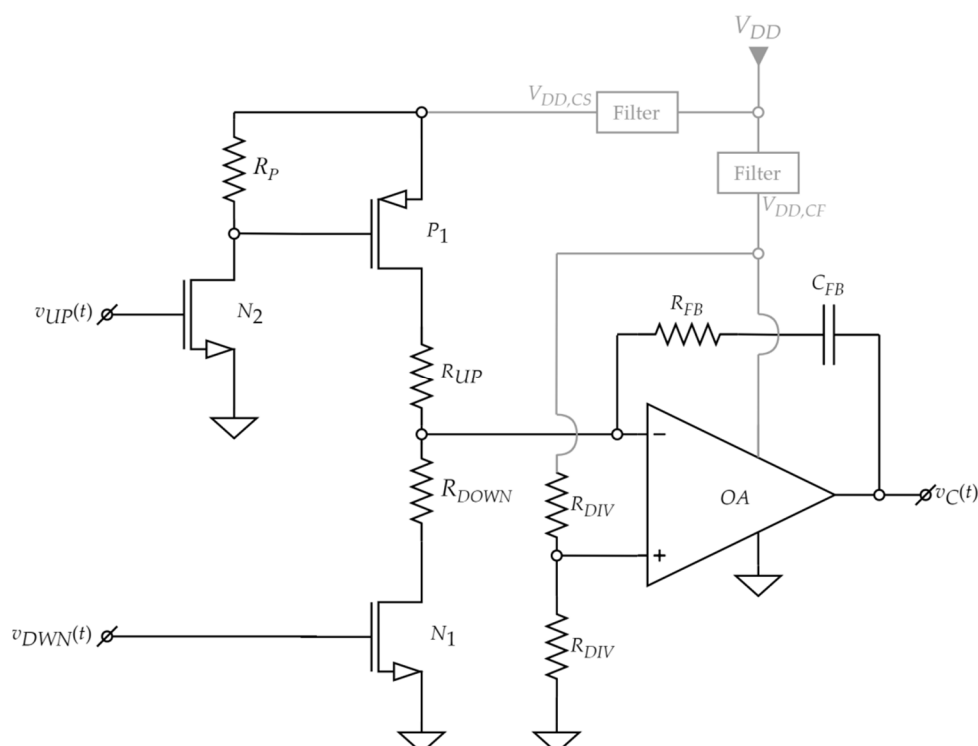 V_DD
V_DD,CS
Filter
Filter
V_DD,CF
R_P
P_1
v_UP(t)
N_2
R_FB
C_FB
R_UP
−
R_DOWN
R_DIV
OA
v_C(t)
+
v_DWN(t)
N_1
R_DIV